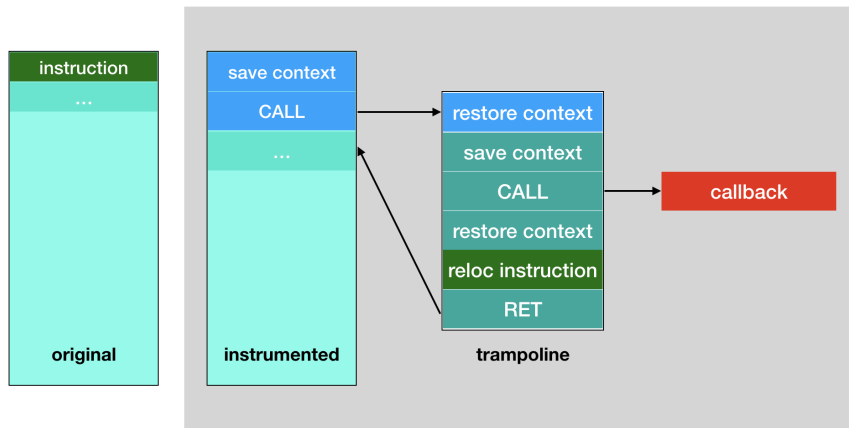 instruction
...
original
save context
CALL
...
instrumented
restore context
save context
CALL
restore context
reloc instruction
RET
trampoline
callback